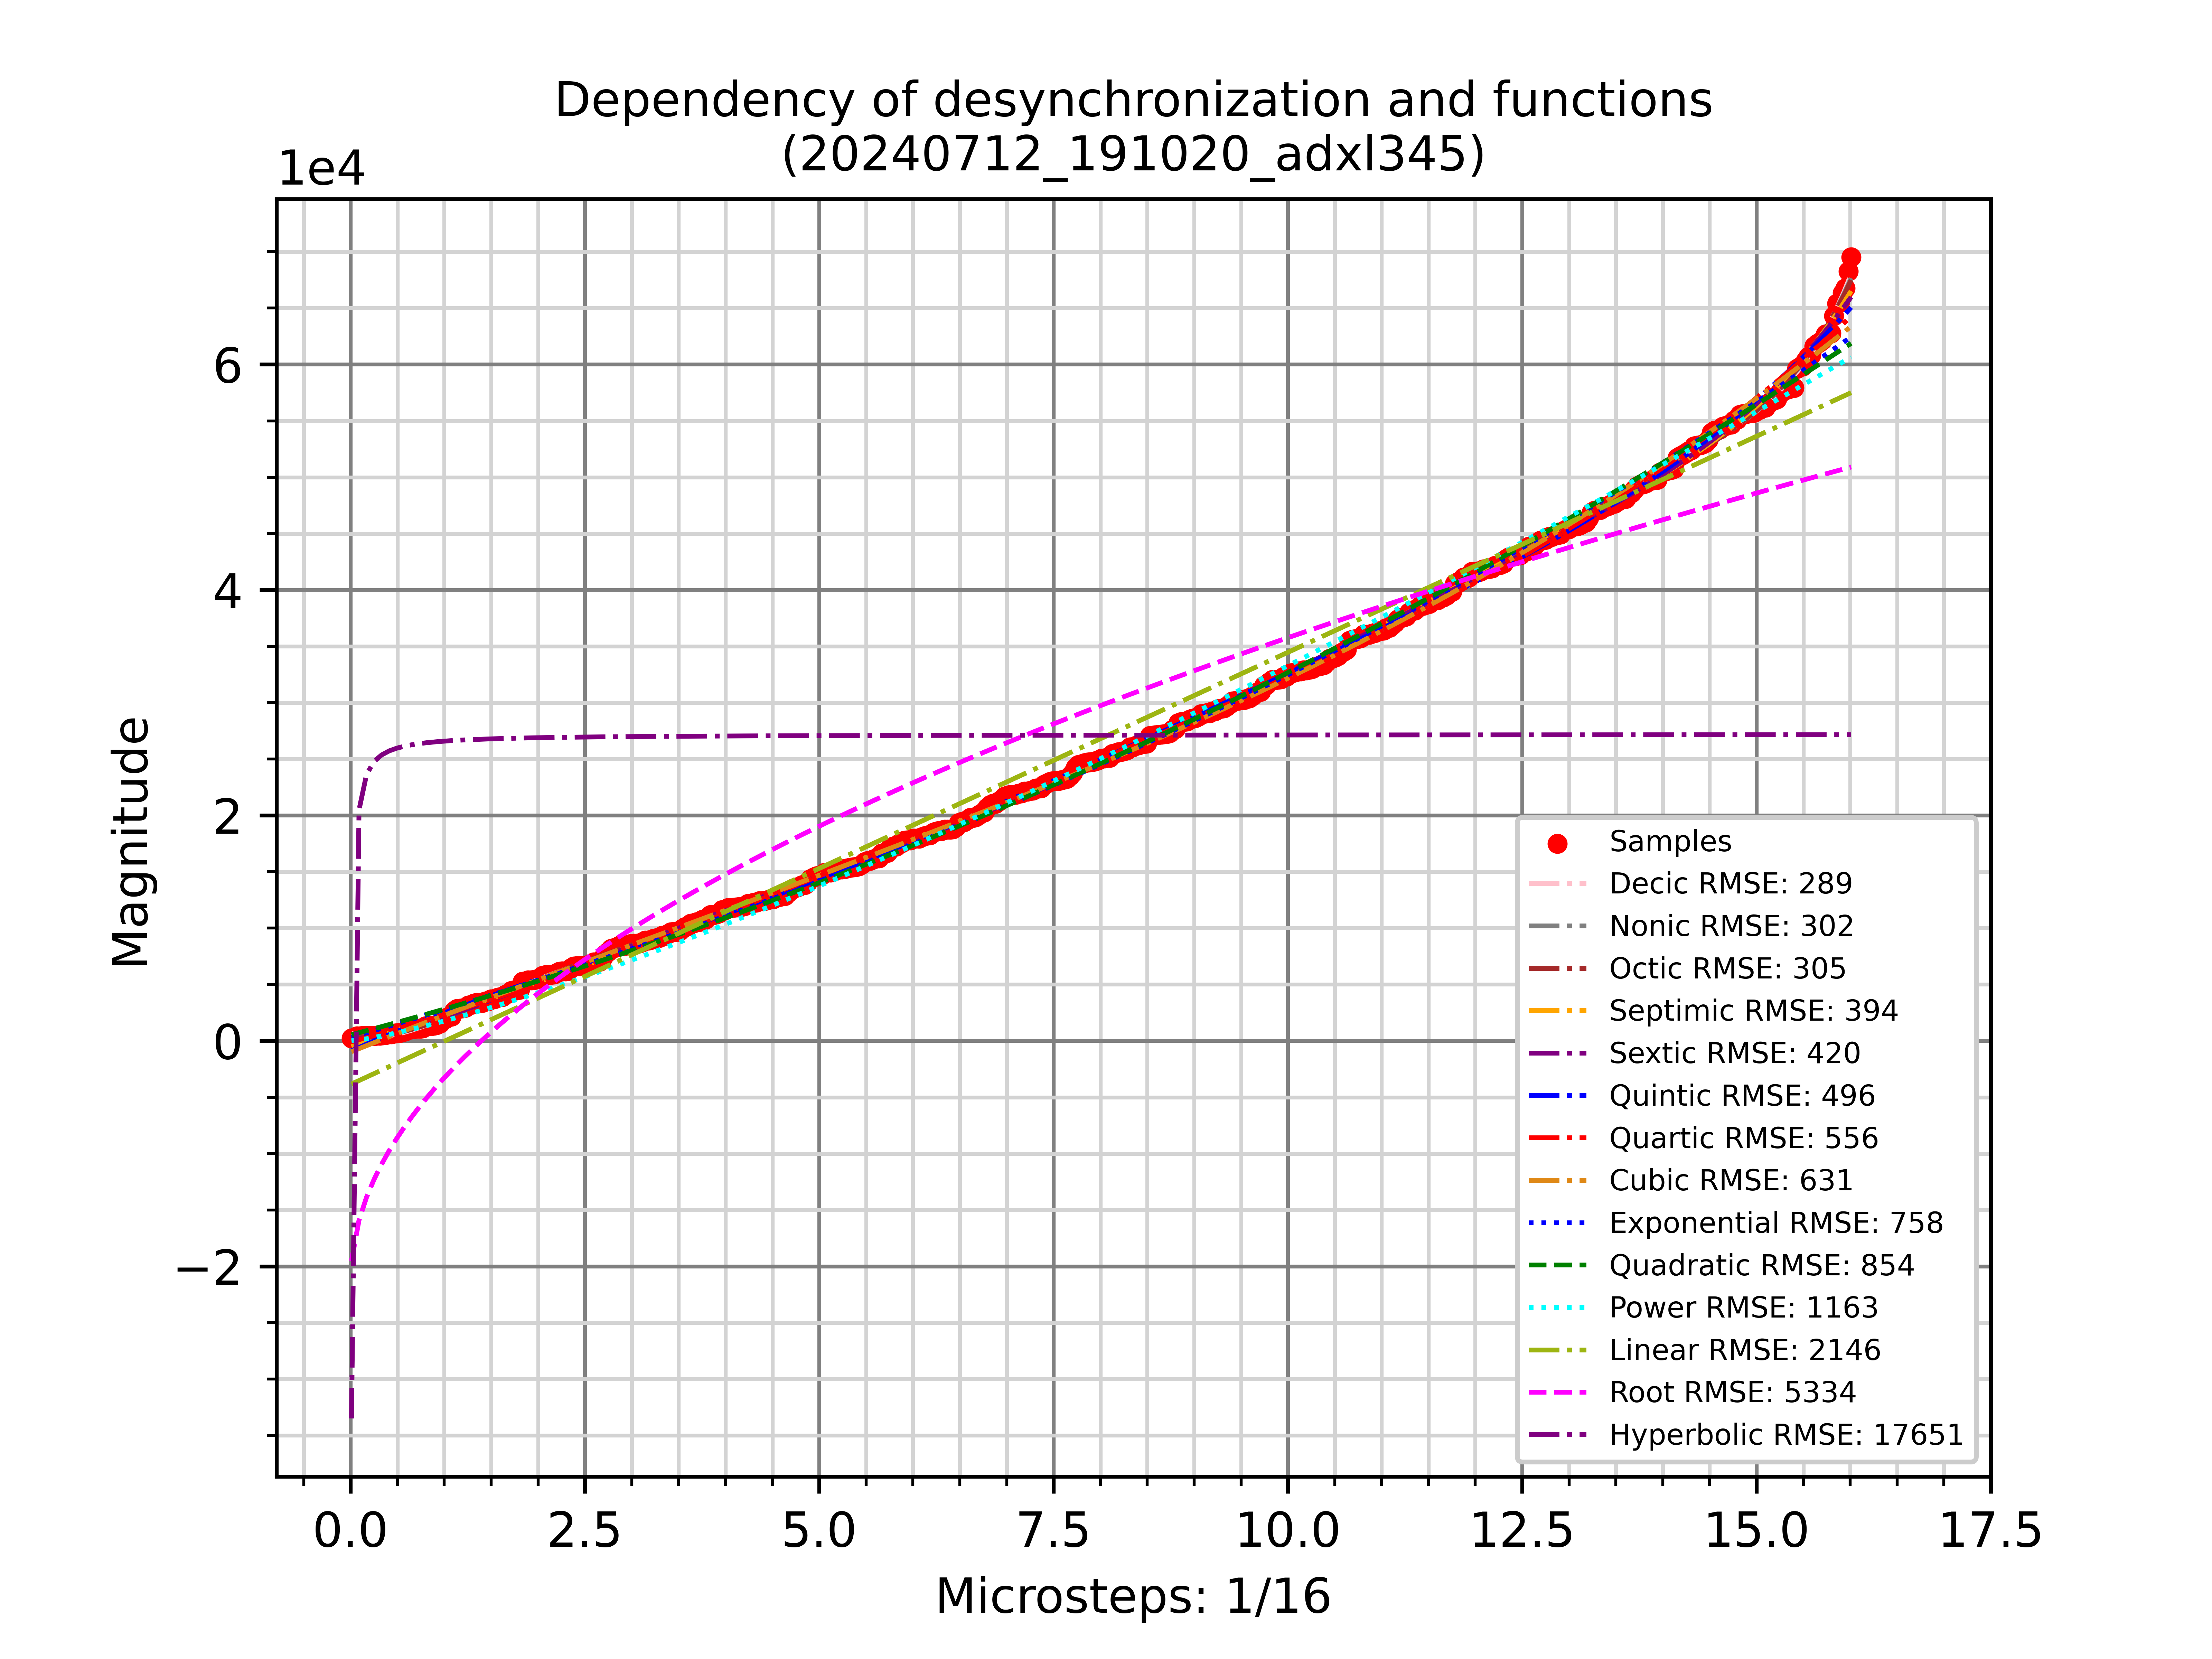 Dependency of desynchronization and functions
(20240712_191020_adxl345)
1e4
6
4
2
0
−2
Magnitude
Samples
Decic RMSE: 289
Nonic RMSE: 302
Octic RMSE: 305
Septimic RMSE: 394
Sextic RMSE: 420
Quintic RMSE: 496
Quartic RMSE: 556
Cubic RMSE: 631
Exponential RMSE: 758
Quadratic RMSE: 854
Power RMSE: 1163
Linear RMSE: 2146
Root RMSE: 5334
Hyperbolic RMSE: 17651
0.0 2.5 5.0 7.5 10.0 12.5 15.0 17.5
Microsteps: 1/16